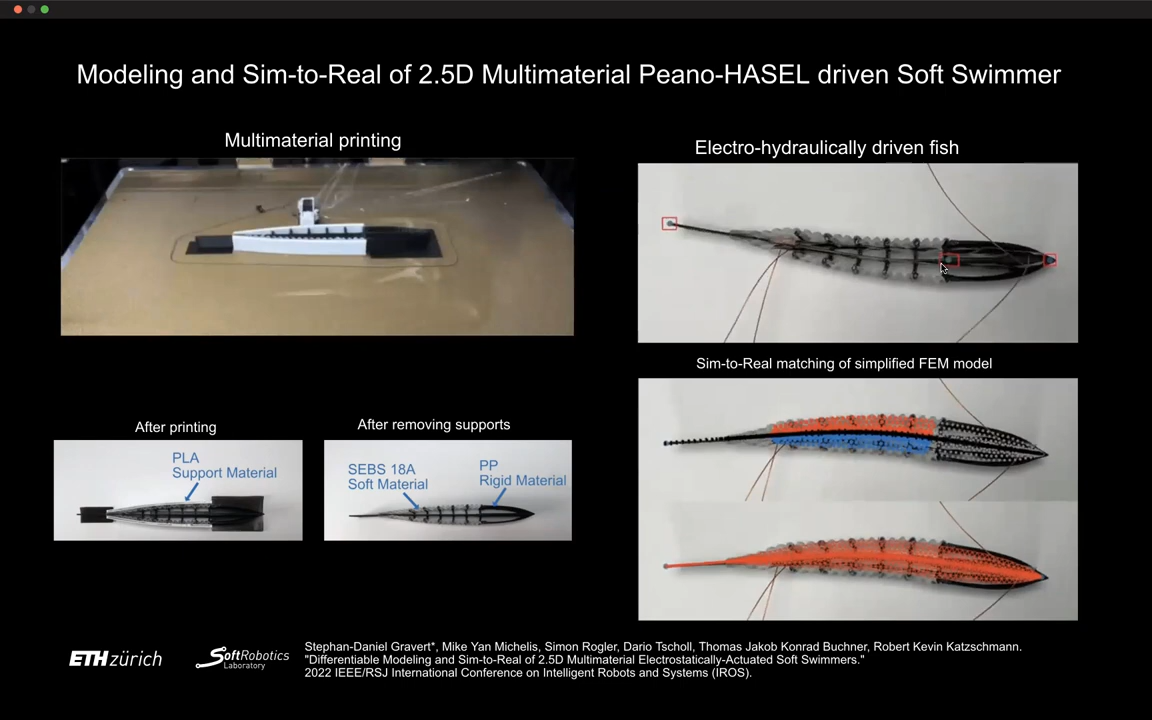 Modeling and Sim-to-Real of 2.5D Multimaterial Peano-HASEL driven Soft Swimmer
Multimaterial printing
Electro-hydraulically driven fish
Sim-to-Real matching of simplified FEM model
After printing
After removing supports
PLA
Support Material
SEBS 18A
Soft Material
PP
Rigid Material
ETH zürich
SoftRobotics
Laboratory
Stephan-Daniel Gravert*, Mike Yan Michelis, Simon Rogler, Dario Tscholl, Thomas Jakob Konrad Buchner, Robert Kevin Katzschmann.
"Differentiable Modeling and Sim-to-Real of 2.5D Multimaterial Electrostatically-Actuated Soft Swimmers."
2022 IEEE/RSJ International Conference on Intelligent Robots and Systems (IROS).